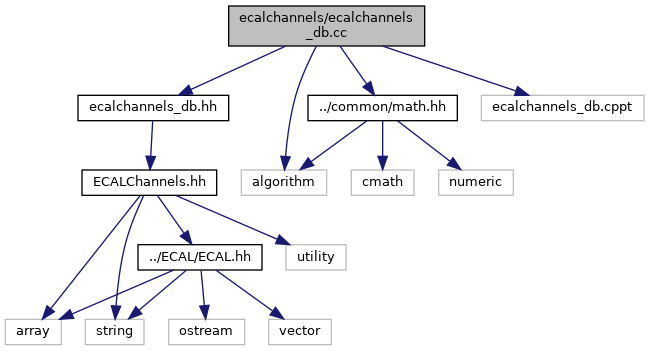 ecalchannels/ecalchannels
_db.cc
ecalchannels_db.hh
../common/math.hh
ecalchannels_db.cppt
ECALChannels.hh
algorithm
cmath
numeric
../ECAL/ECAL.hh
utility
array
string
ostream
vector